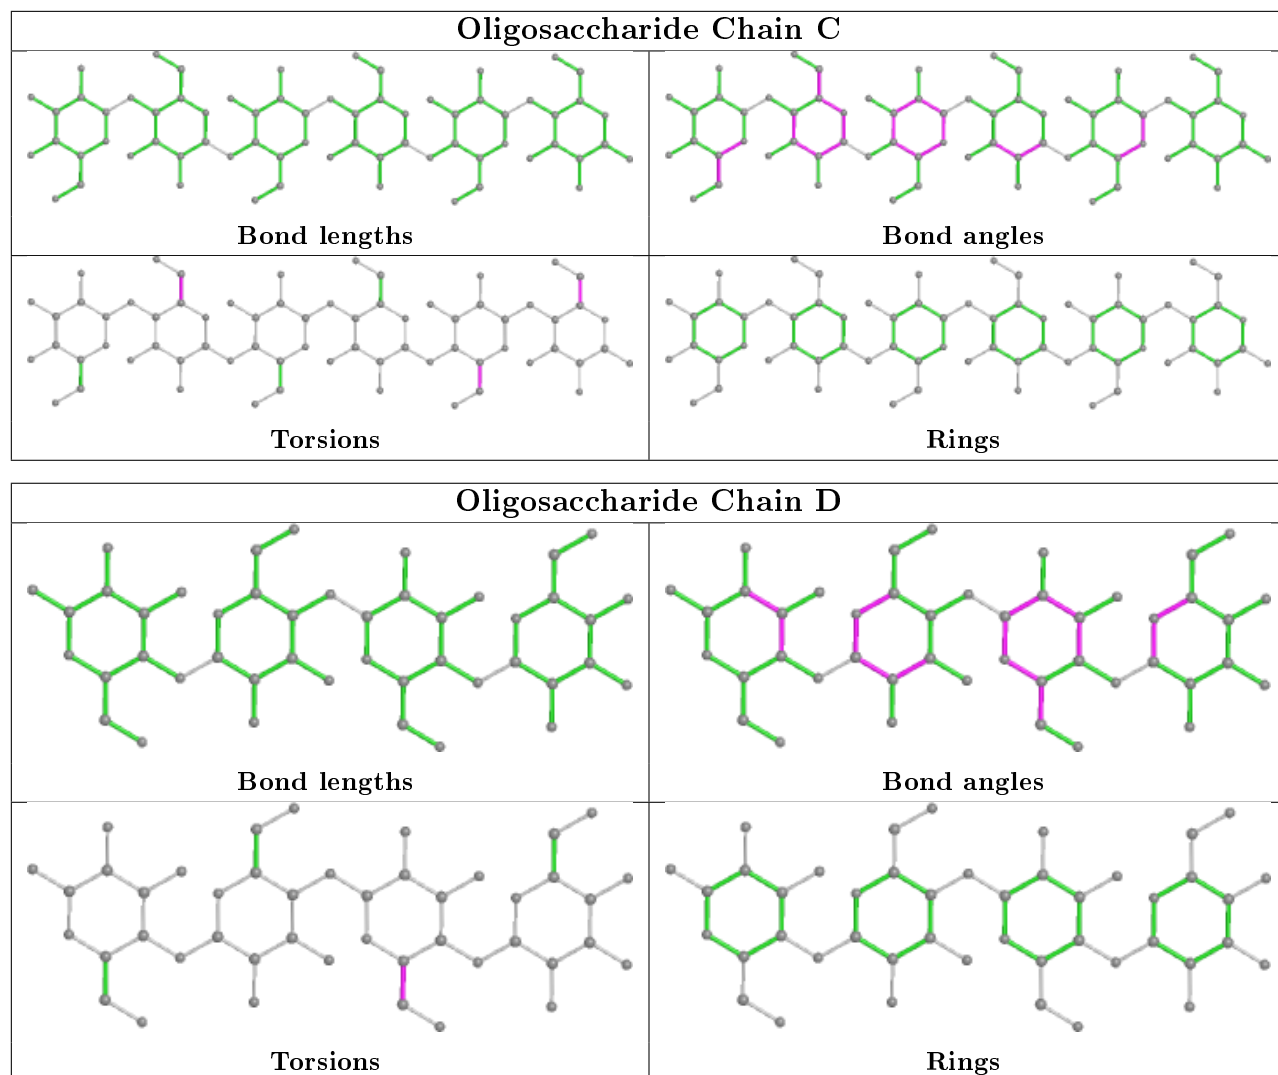 Oligosaccharide Chain C
Bond lengths
Bond angles
Torsions
Rings
Oligosaccharide Chain D
Bond lengths
Bond angles
Torsions
Rings